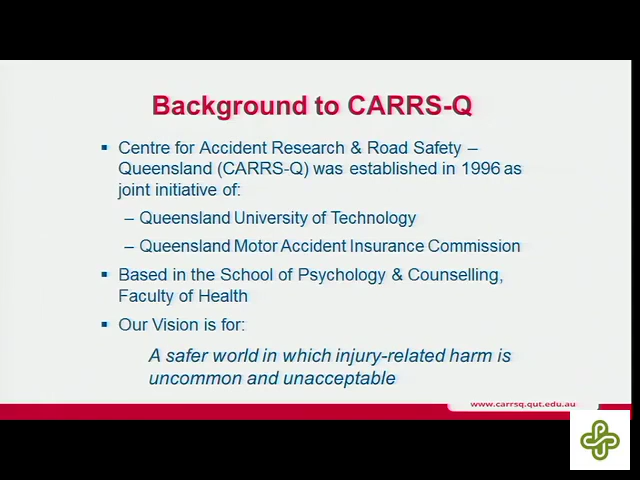 Background to CARRS-Q
▪ Centre for Accident Research & Road Safety –
Queensland (CARRS-Q) was established in 1996 as
joint initiative of:
– Queensland University of Technology
– Queensland Motor Accident Insurance Commission
▪ Based in the School of Psychology & Counselling,
Faculty of Health
▪ Our Vision is for:
A safer world in which injury-related harm is
uncommon and unacceptable
www.carrsq.qut.edu.au